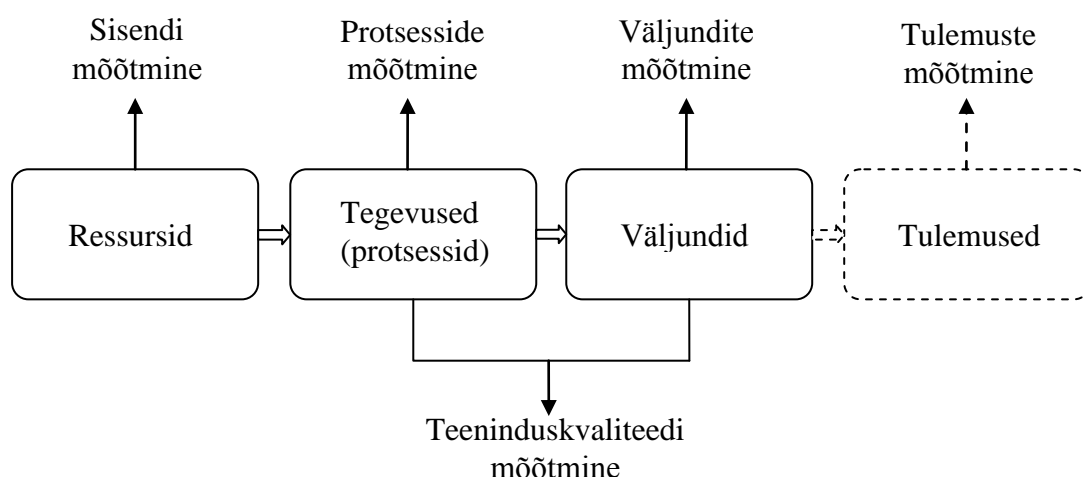 Sisendi
mõõtmine
Protsesside
mõõtmine
Väljundite
mõõtmine
Tulemuste
mõõtmine
Ressursid
Tegevused
(protsessid)
Väljundid
Tulemused
Teeninduskvaliteedi
mõõtmine